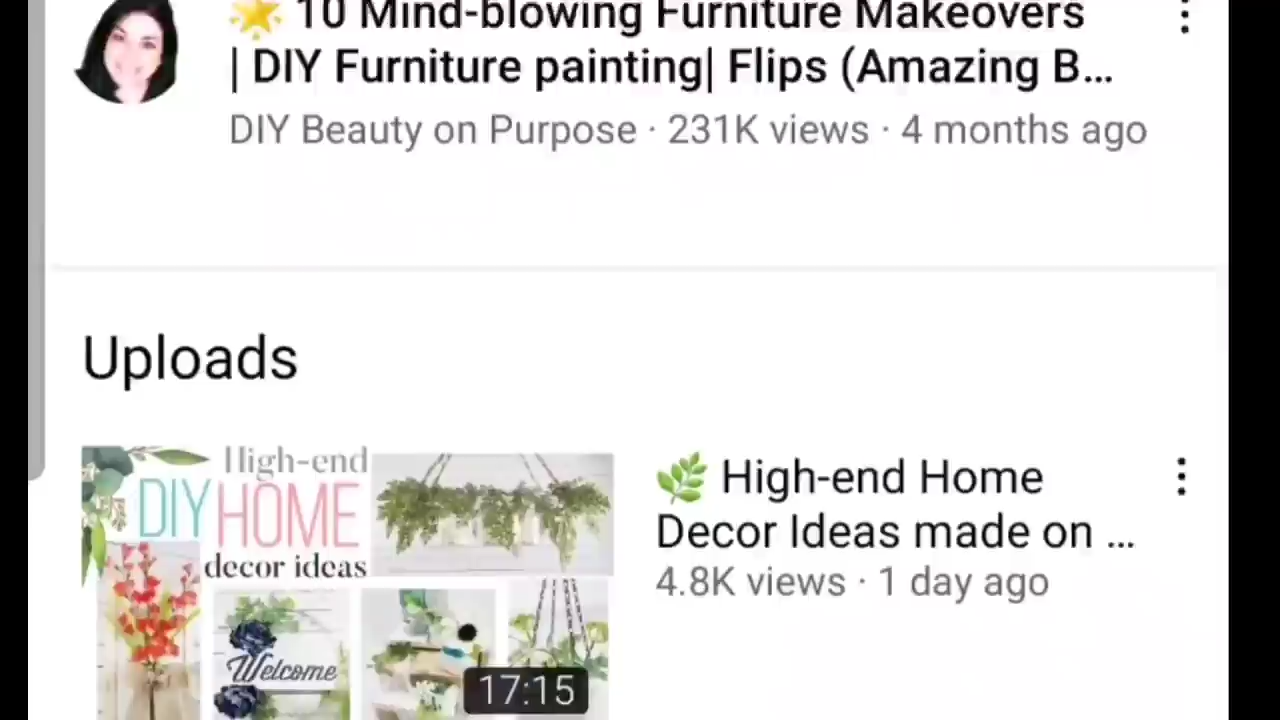 10 Mind-blowing Furniture Makeovers
| DIY Furniture painting| Flips (Amazing B...
DIY Beauty on Purpose · 231K views · 4 months ago
Uploads
High-end
DIY HOME
decor ideas
Welcome
17:15
High-end Home
Decor Ideas made on ...
4.8K views · 1 day ago